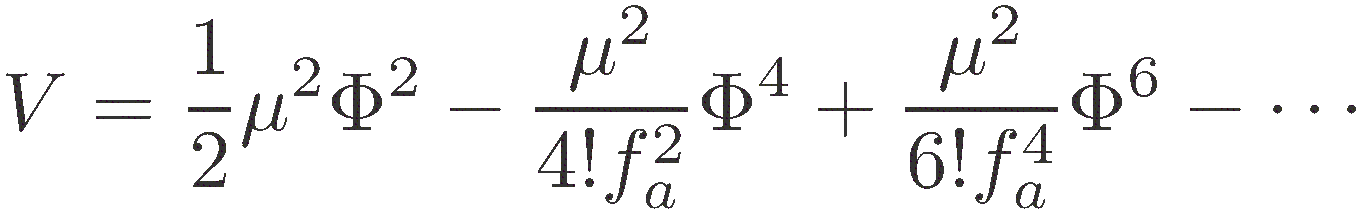 V = \frac{1}{2}\mu^2\Phi^2 - \frac{\mu^2}{4!f_a^2}\Phi^4 + \frac{\mu^2}{6!f_a^4}\Phi^6 - \cdots